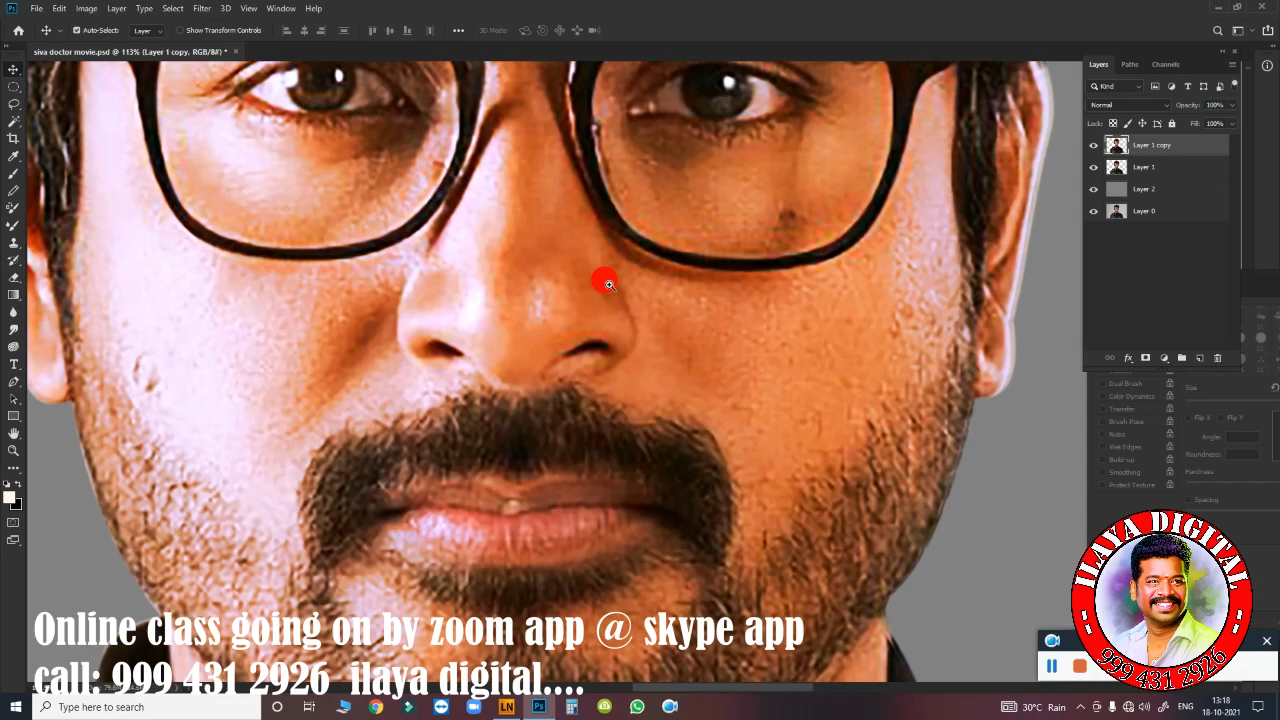 File Edit Image Layer Type Select Filter 3D View Window Help
Auto-Select: Layer Show Transform Controls 3D Mode:
siva doctor movie.psd @ 113% (Layer 1 copy, RGB/8#) *
Layers Paths Channels
Kind
Normal Opacity: 100%
Lock: Fill: 100%
Layer 1 copy
Layer 1
Layer 2
Layer 0
Dual Brush
Color Dynamics
Transfer
Brush Pose
Noise
Wet Edges
Build-up
Smoothing
Protect Texture
Size
Flip X Flip Y
Angle:
Roundness:
Hardness
Spacing
ILAYA DIGITAL
999 431 2926
Online class going on by zoom app @ skype app
call: 999 431 2926 ilaya digital....
Type here to search
30°C Rain
13:18
18-10-2021